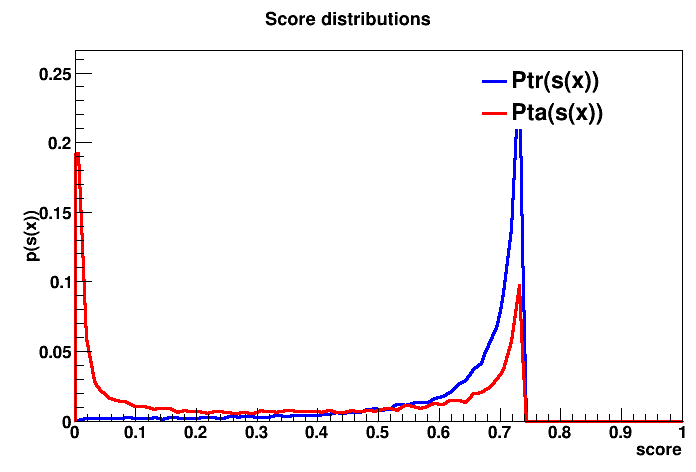 Score distributions
p(s(x))
0.25
0.2
0.15
0.1
0.05
0
Ptr(s(x))
Pta(s(x))
0 0.1 0.2 0.3 0.4 0.5 0.6 0.7 0.8 0.9 1
score